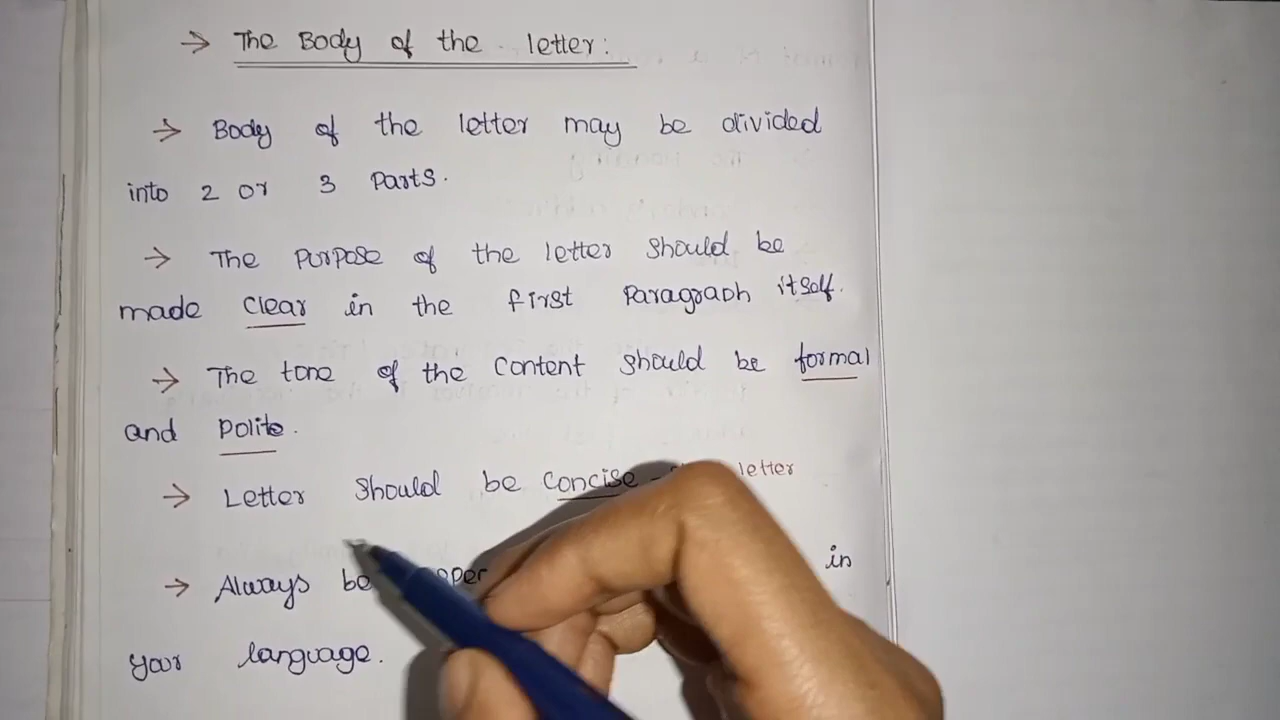 → The Body of the letter:
→ Body of the letter may be divided
into 2 or 3 Parts.
→ The Purpose of the letter should be
made clear in the first Paragraph itself.
→ The tone of the content should be formal
and Polite.
→ Letter should be concise letter
→ Always be in
your language.